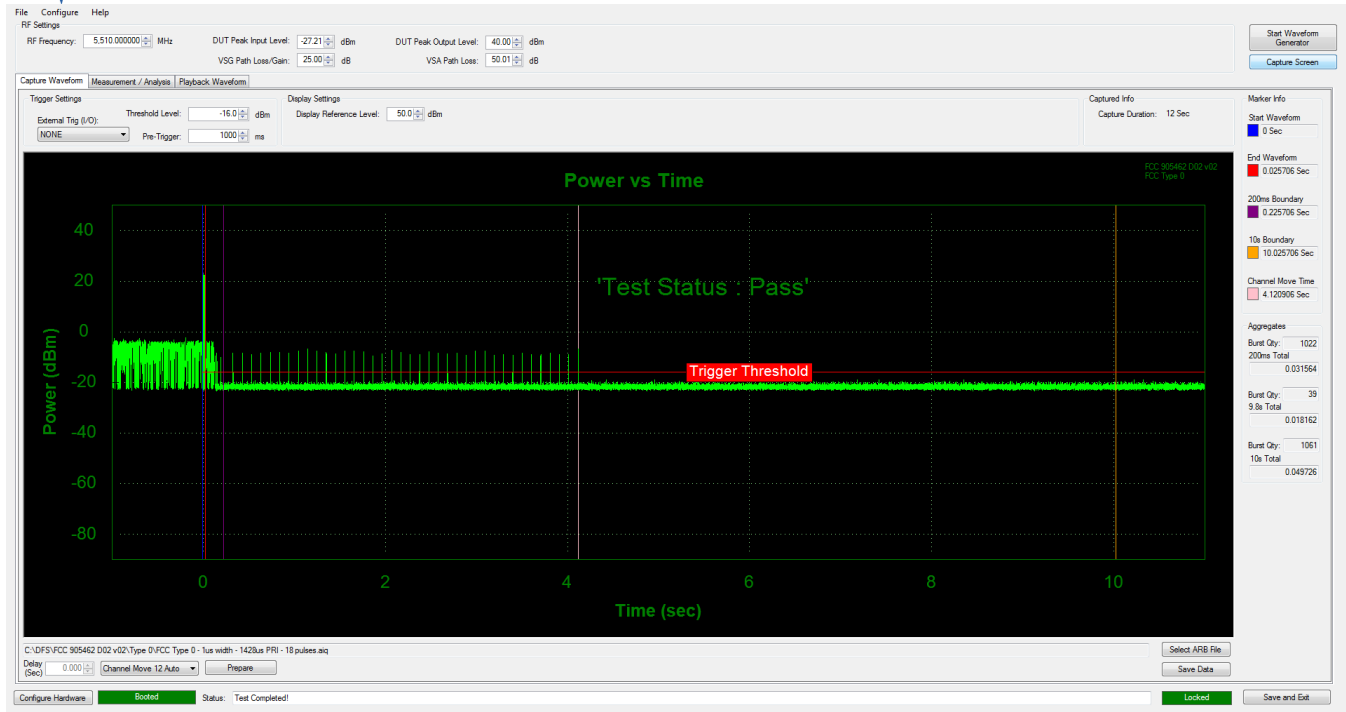 File Configure Help
RF Settings
RF Frequency: 5,510.000000 MHz DUT Peak Input Level: -27.21 dBm DUT Peak Output Level: 40.00 dBm
VSG Path Loss/Gain: 25.00 dB VSA Path Loss: 50.01 dB
Start Waveform
Generator
Capture Screen
Capture Waveform Measurement / Analysis Playback Waveform
Trigger Settings
External Trig (I/O):
NONE
Threshold Level: -16.0 dBm
Pre-Trigger: 1000 ms
Display Settings
Display Reference Level: 50.0 dBm
Captured Info
Capture Duration: 12 Sec
Marker Info
Start Waveform
0 Sec
End Waveform
0.025706 Sec
200ms Boundary
0.225706 Sec
10s Boundary
10.025706 Sec
Channel Move Time
4.120906 Sec
Aggregates
Burst Qty: 1022
200ms Total
0.031564
Burst Qty: 39
9.8s Total
0.018162
Burst Qty: 1061
10s Total
0.049726
Power vs Time
FCC 905462 D02 v02
FCC Type 0
'Test Status : Pass'
Trigger Threshold
Power (dBm)
40
20
0
-20
-40
-60
-80
0 2 4 6 8 10
Time (sec)
C:\DFS\FCC 905462 D02 v02\Type 0\FCC Type 0 - 1us width - 1428us PRI - 18 pulses.aiq
Select ARB File
Delay
(Sec) 0.000 Channel Move 12 Auto Prepare
Save Data
Configure Hardware Booted Status: Test Completed! Locked Save and Exit